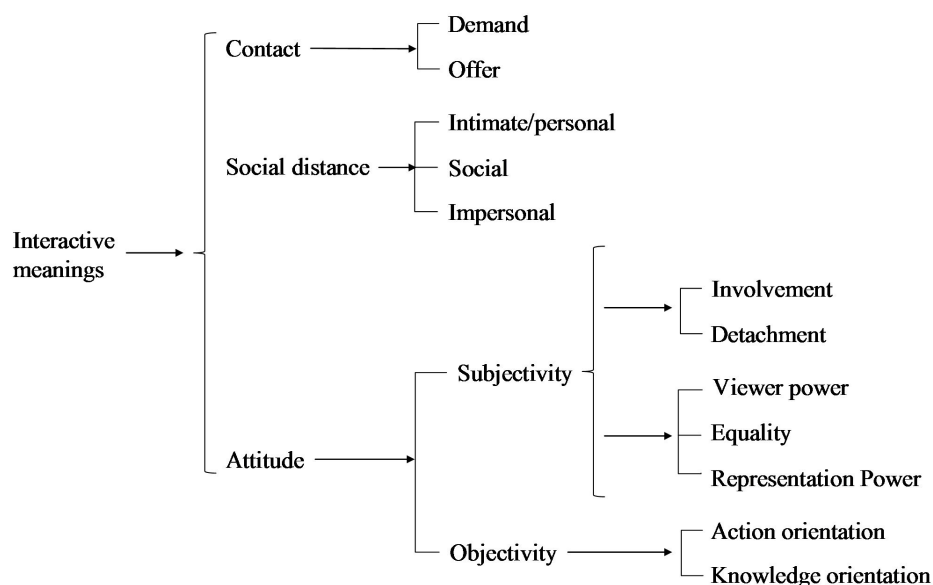 Demand
Contact
Offer
Intimate/personal
Social distance
Social
Impersonal
Interactive
meanings
Involvement
Detachment
Subjectivity
Viewer power
Equality
Attitude
Representation Power
Action orientation
Objectivity
Knowledge orientation